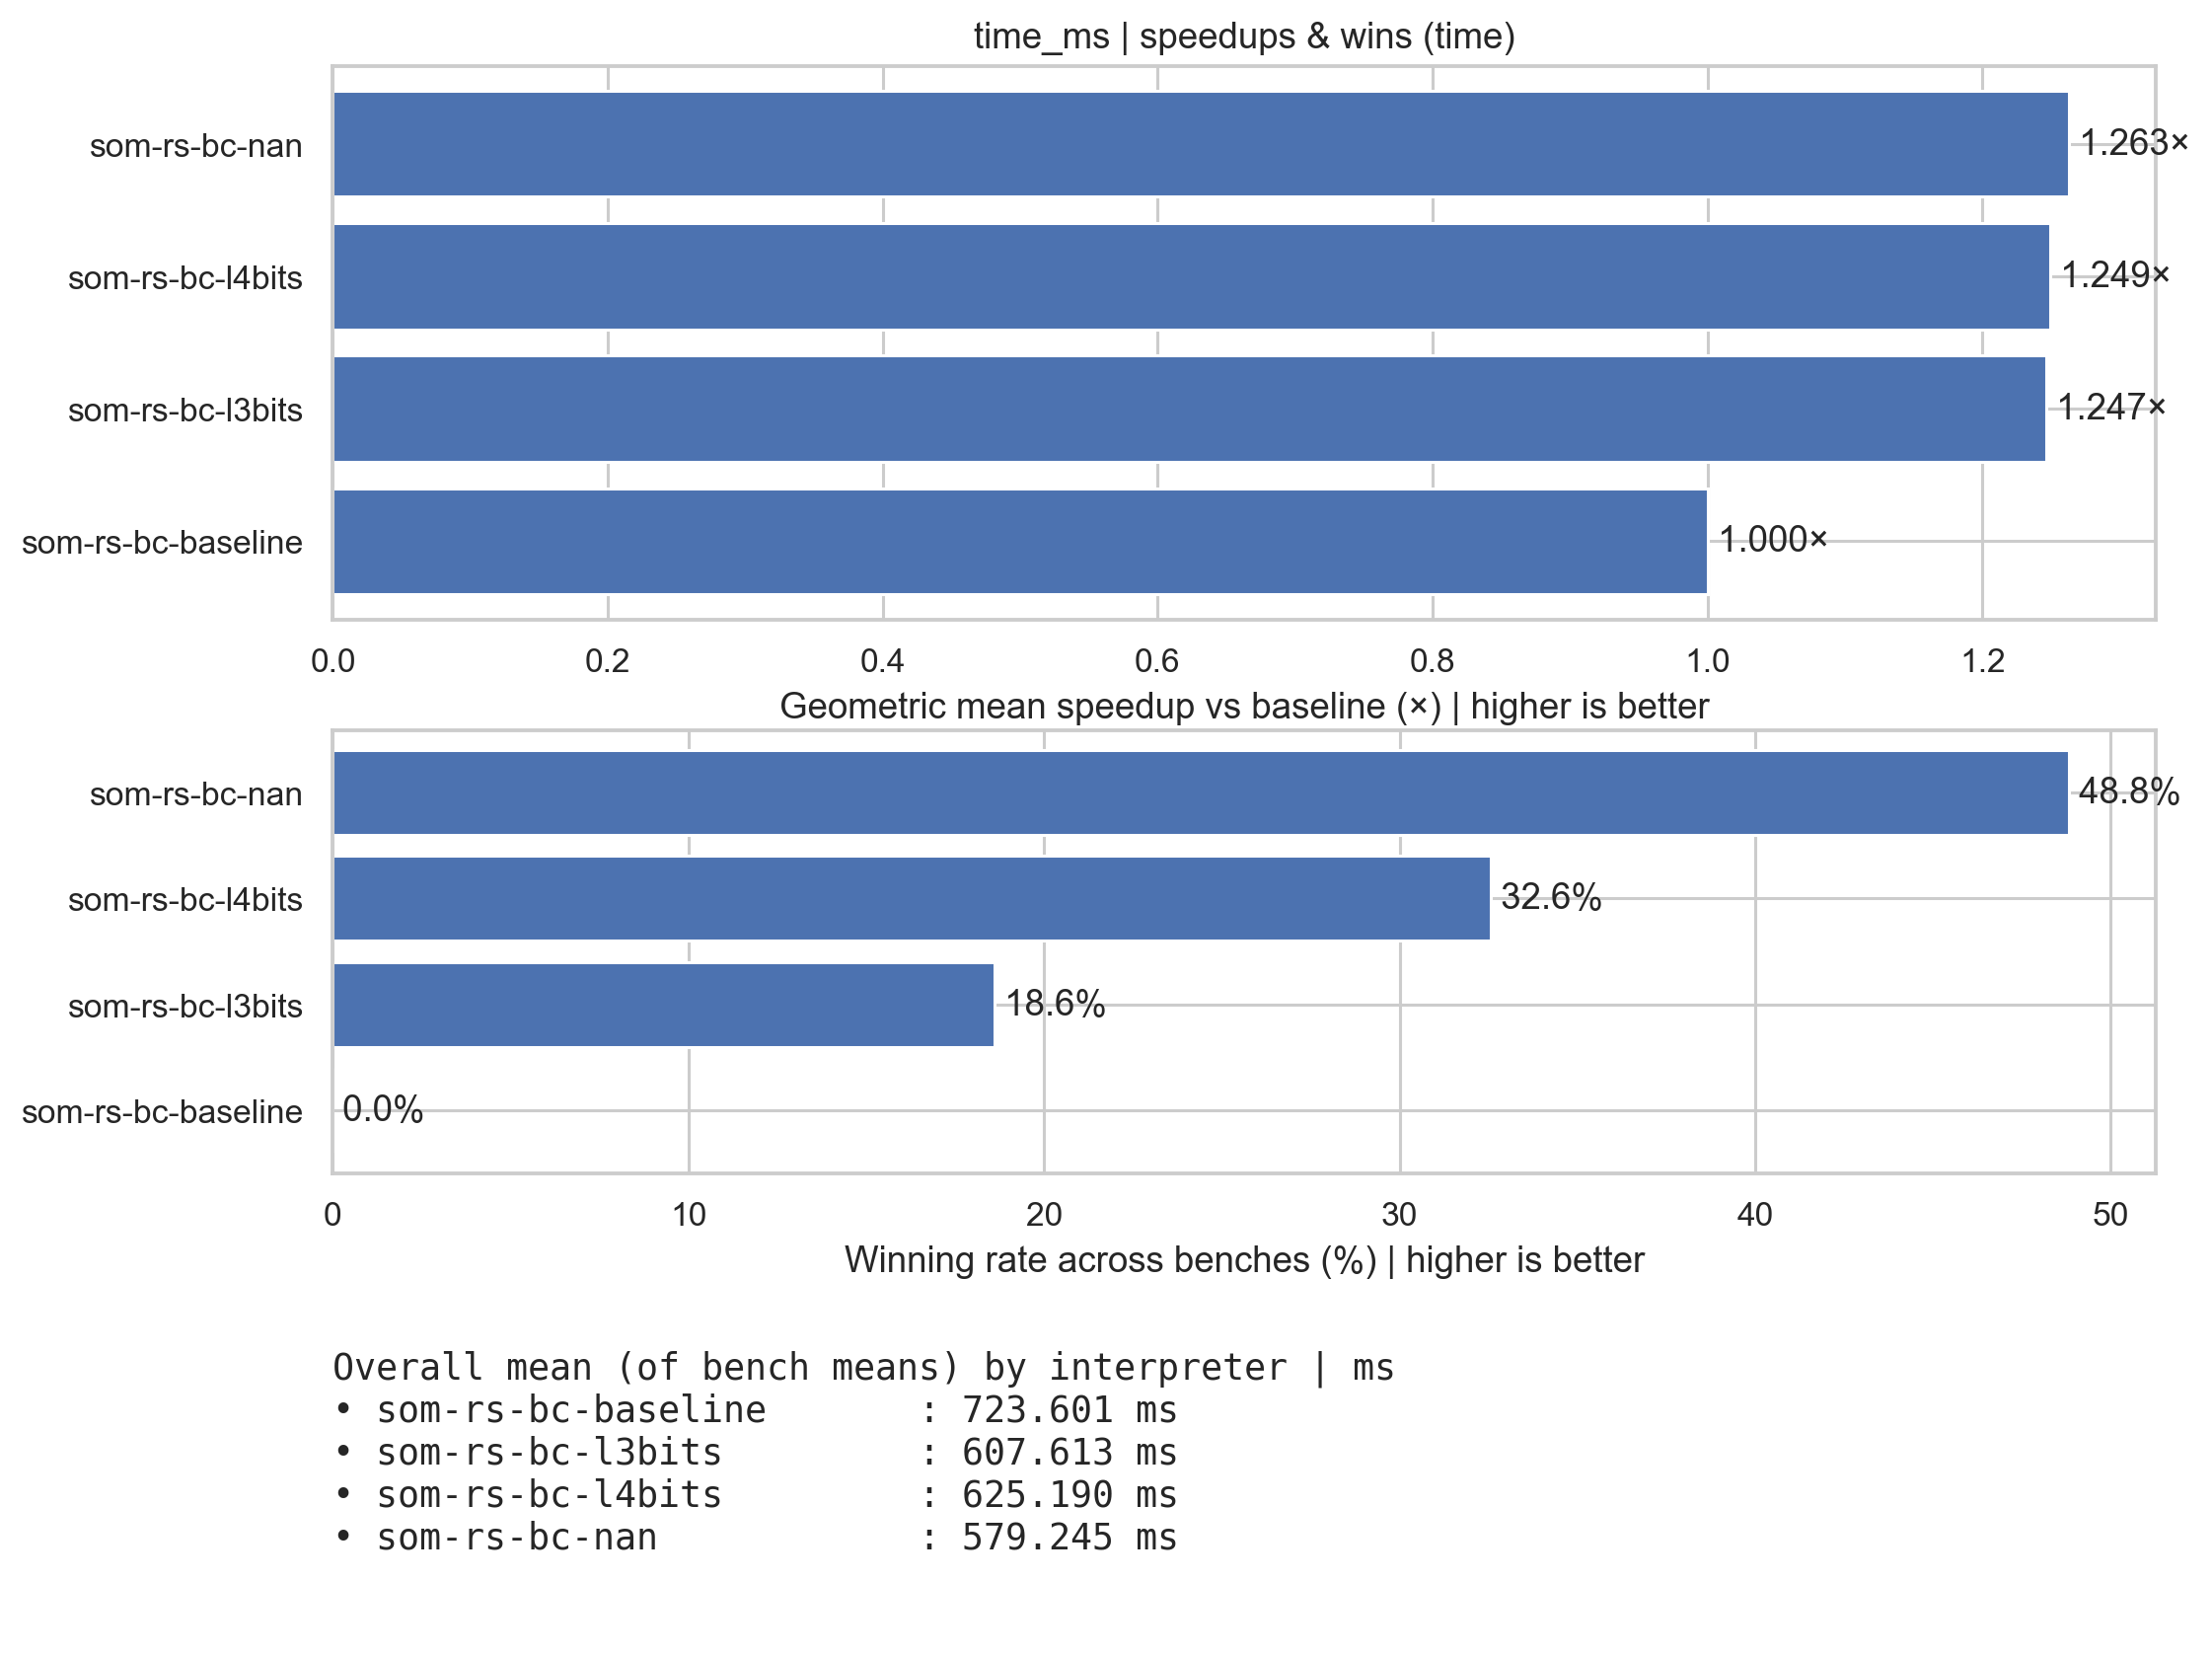 time_ms | speedups & wins (time)
som-rs-bc-nan 1.263×
som-rs-bc-l4bits 1.249×
som-rs-bc-l3bits 1.247×
som-rs-bc-baseline 1.000×
0.0 0.2 0.4 0.6 0.8 1.0 1.2
Geometric mean speedup vs baseline (×) | higher is better
som-rs-bc-nan 48.8%
som-rs-bc-l4bits 32.6%
som-rs-bc-l3bits 18.6%
som-rs-bc-baseline 0.0%
0 10 20 30 40 50
Winning rate across benches (%) | higher is better
Overall mean (of bench means) by interpreter | ms
• som-rs-bc-baseline : 723.601 ms
• som-rs-bc-l3bits : 607.613 ms
• som-rs-bc-l4bits : 625.190 ms
• som-rs-bc-nan : 579.245 ms